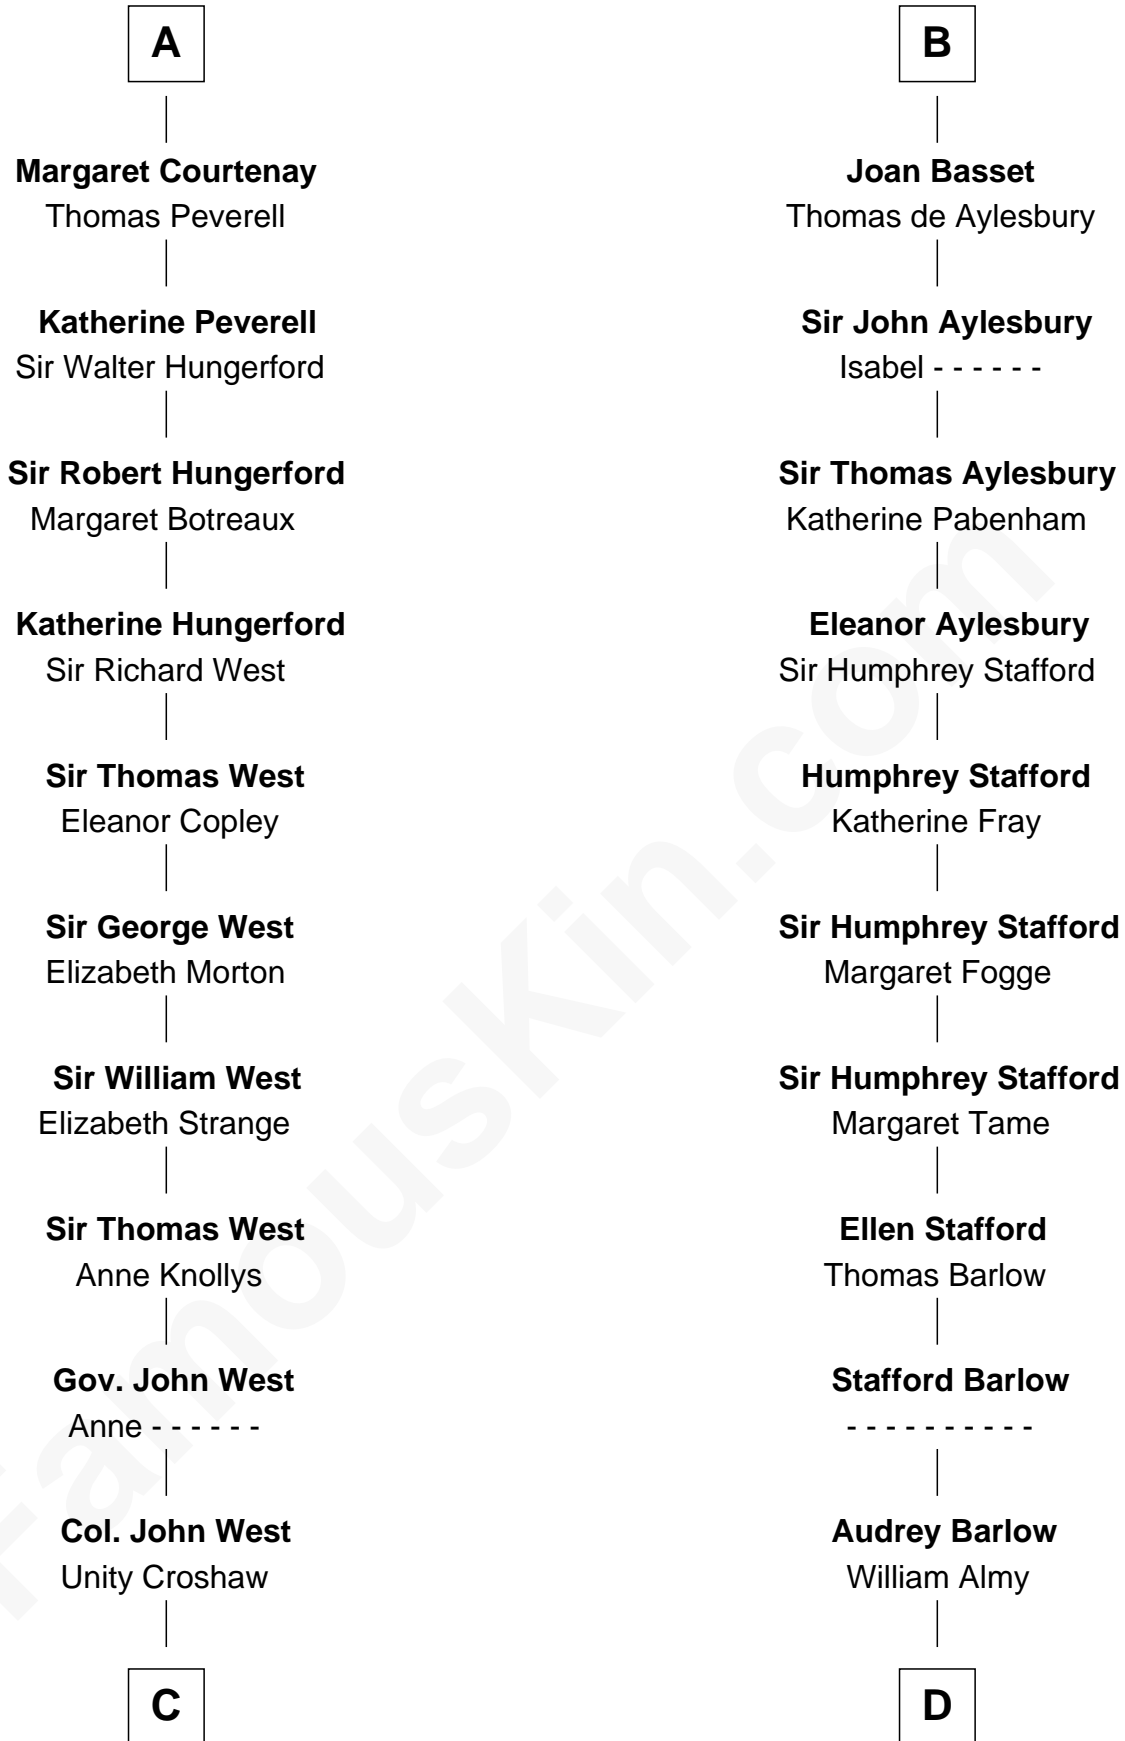 A
Margaret Courtenay
Thomas Peverell
Katherine Peverell
Sir Walter Hungerford
Sir Robert Hungerford
Margaret Botreaux
Katherine Hungerford
Sir Richard West
Sir Thomas West
Eleanor Copley
Sir George West
Elizabeth Morton
Sir William West
Elizabeth Strange
Sir Thomas West
Anne Knollys
Gov. John West
Anne - - - - - -
Col. John West
Unity Croshaw
C
B
Joan Basset
Thomas de Aylesbury
Sir John Aylesbury
Isabel - - - - - -
Sir Thomas Aylesbury
Katherine Pabenham
Eleanor Aylesbury
Sir Humphrey Stafford
Humphrey Stafford
Katherine Fray
Sir Humphrey Stafford
Margaret Fogge
Sir Humphrey Stafford
Margaret Tame
Ellen Stafford
Thomas Barlow
Stafford Barlow
- - - - - - - - - -
Audrey Barlow
William Almy
D
FamousKin.com